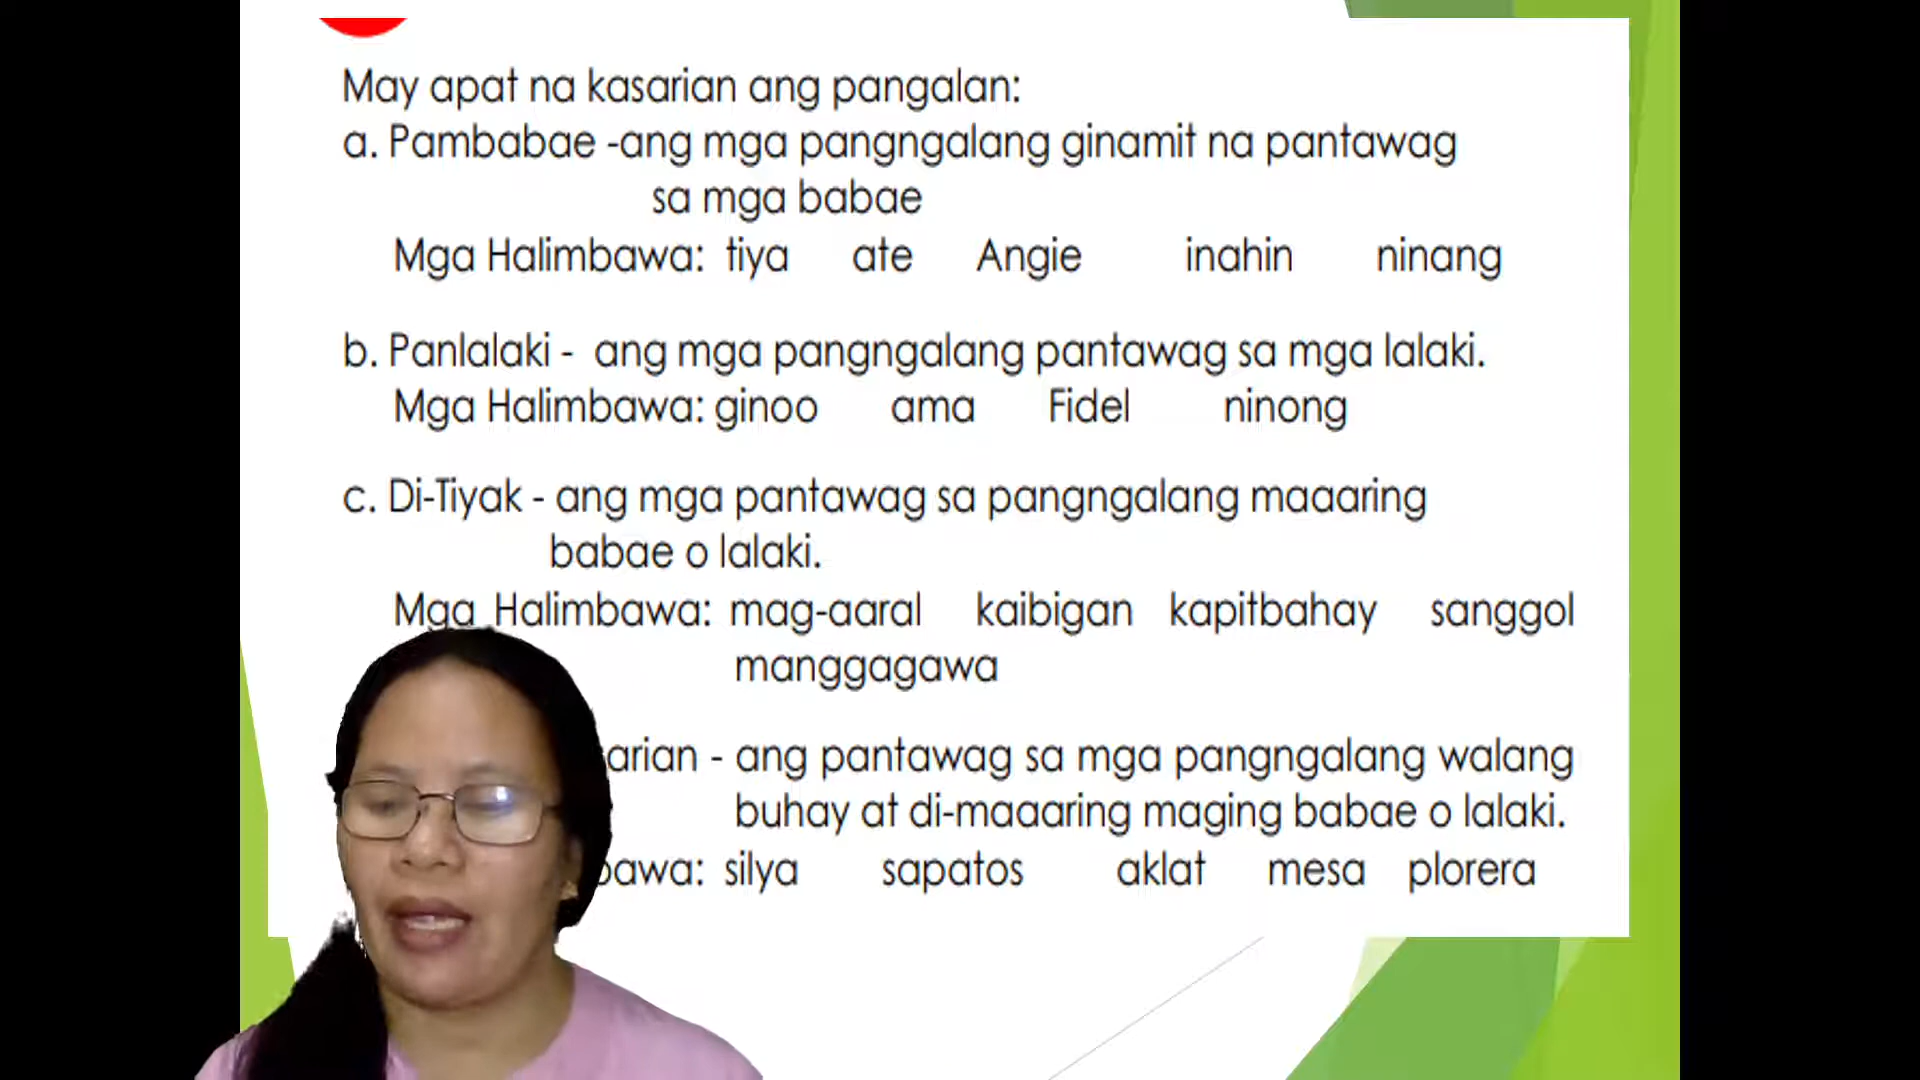 May apat na kasarian ang pangalan:
a. Pambabae -ang mga pangngalang ginamit na pantawag
sa mga babae
Mga Halimbawa: tiya ate Angie inahin ninang
b. Panlalaki - ang mga pangngalang pantawag sa mga lalaki.
Mga Halimbawa: ginoo ama Fidel ninong
c. Di-Tiyak - ang mga pantawag sa pangngalang maaaring
babae o lalaki.
Mga Halimbawa: mag-aaral kaibigan kapitbahay sanggol
manggagawa
- ang pantawag sa mga pangngalang walang
buhay at di-maaaring maging babae o lalaki.
silya sapatos aklat mesa plorera